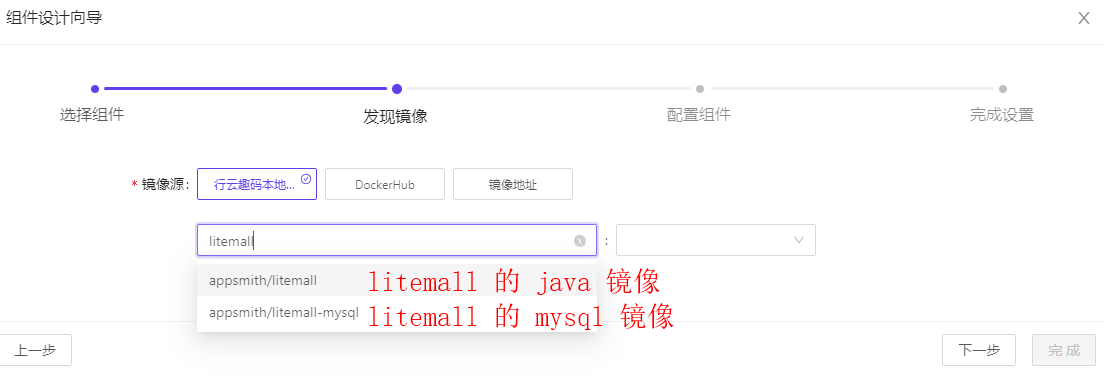 组件设计向导
选择组件
发现镜像
配置组件
完成设置
* 镜像源:
行云趣码本地...
DockerHub
镜像地址
litemall
:
appsmith/litemall litemall 的 java 镜像
appsmith/litemall-mysql litemall 的 mysql 镜像
上一步
下一步
完 成